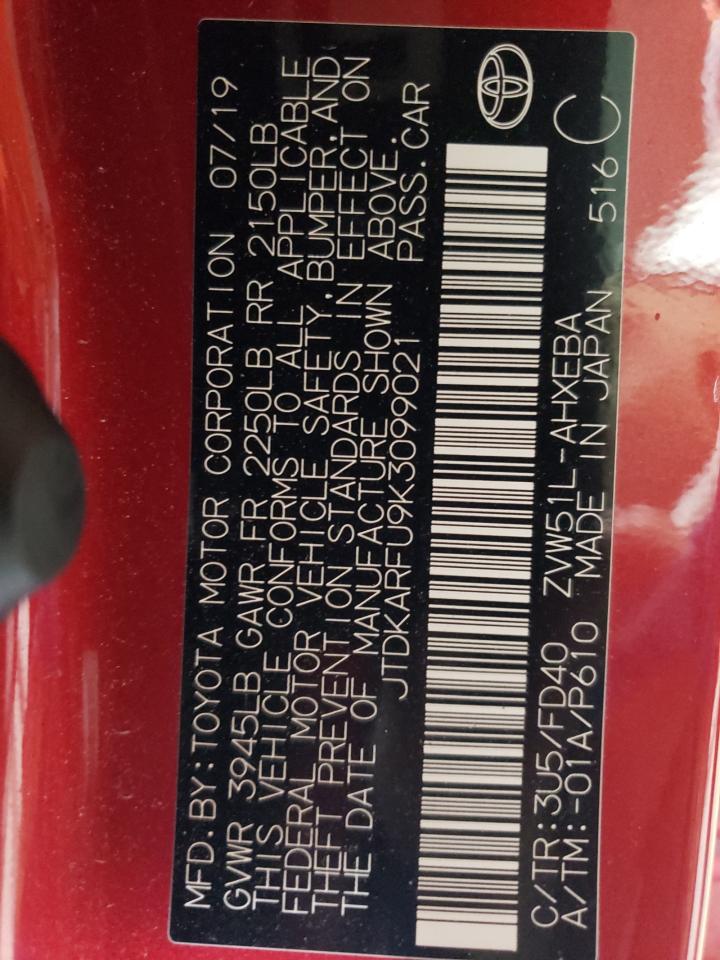 MFD.BY:TOYOTA MOTOR CORPORATION 07/19
GVWR 3945LB GAWR FR 2250LB RR 2150LB
THIS VEHICLE CONFORMS TO ALL APPLICABLE
FEDERAL MOTOR VEHICLE SAFETY,BUMPER,AND
THEFT PREVENTION STANDARDS IN EFFECT ON
THE DATE OF MANUFACTURE SHOWN ABOVE.
JTDKARFU9K3099021 PASS.CAR
C/TR:3U5/FD40 ZVW51L-AHXEBA C
A/TM:-01A/P610 MADE IN JAPAN 516